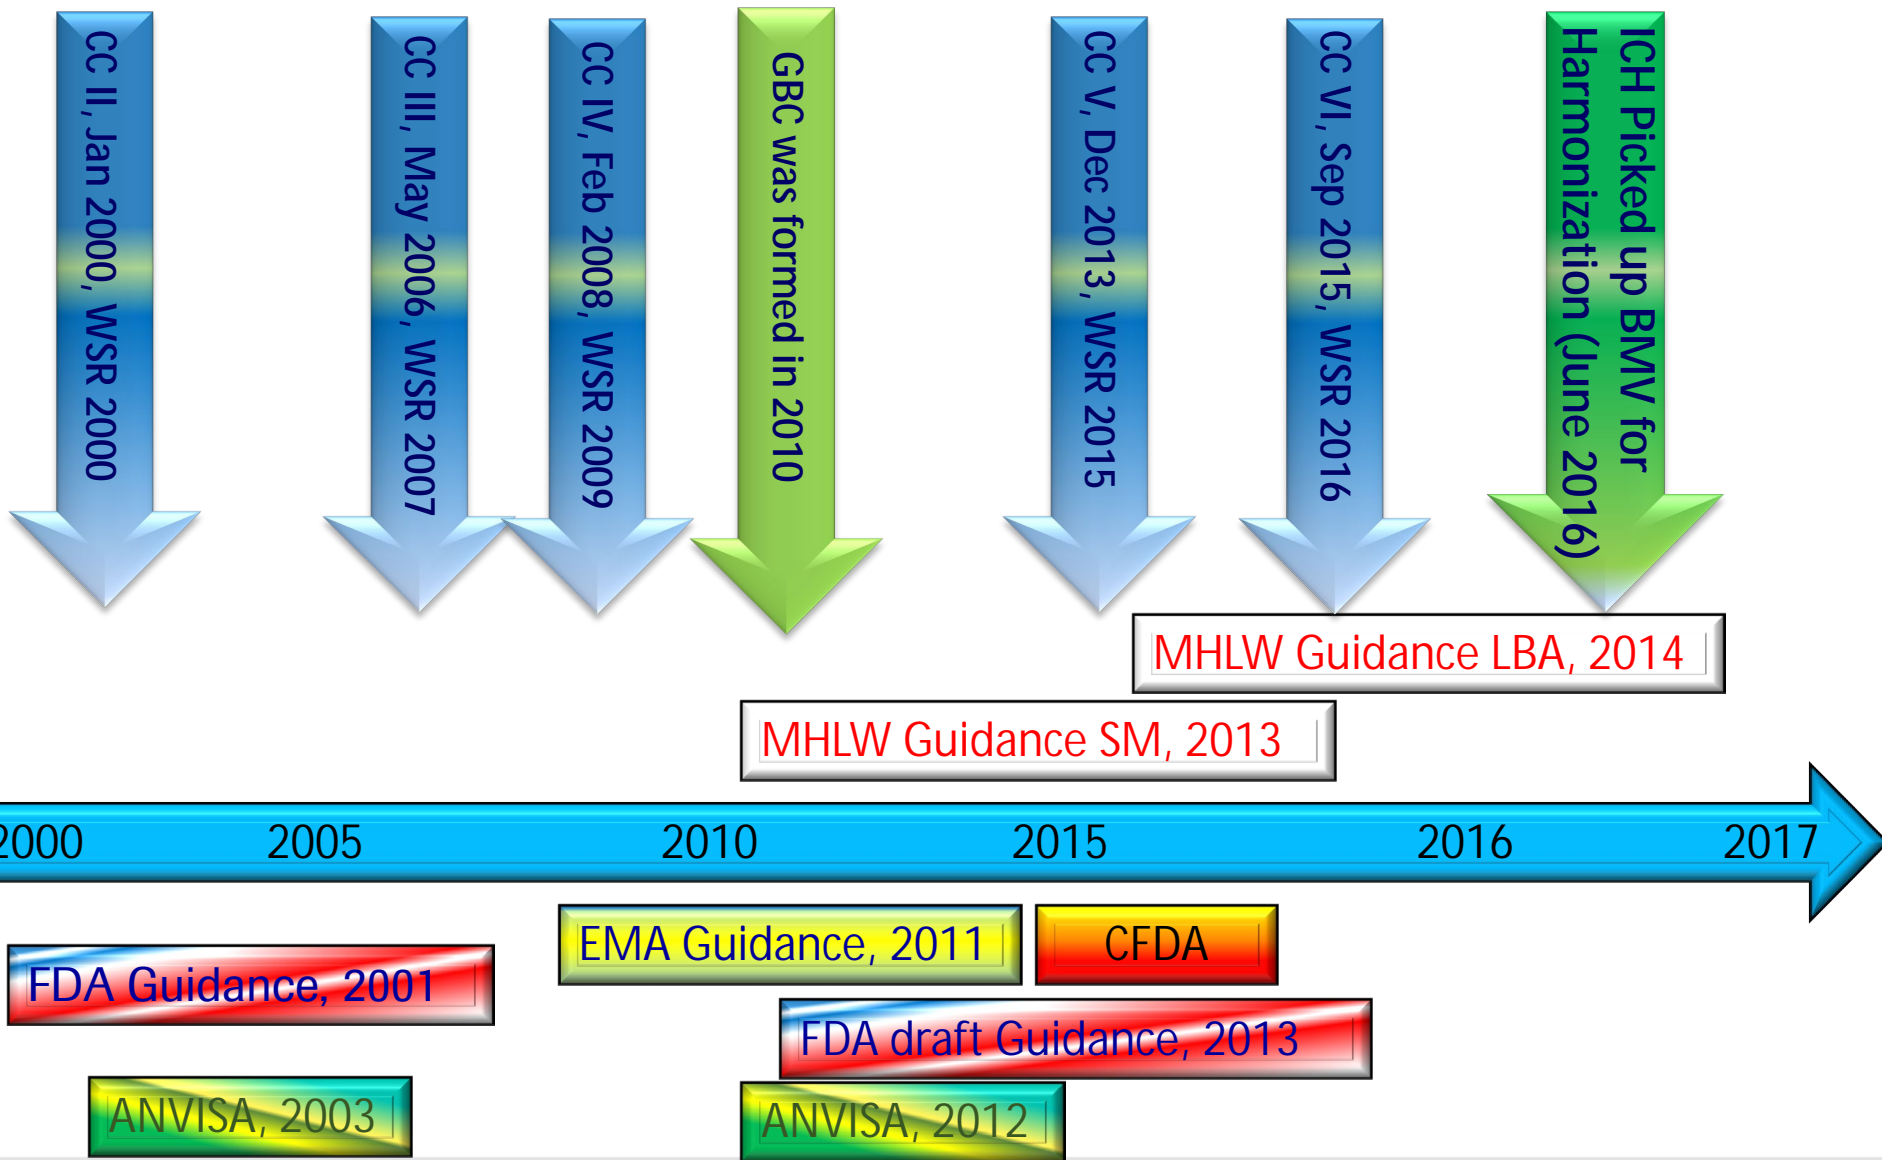 CC II, Jan 2000, WSR 2000
CC III, May 2006, WSR 2007
CC IV, Feb 2008, WSR 2009
GBC was formed in 2010
CC V, Dec 2013, WSR 2015
CC VI, Sep 2015, WSR 2016
ICH Picked up BMV for
Harmonization (June 2016)
MHLW Guidance LBA, 2014
MHLW Guidance SM, 2013
2000
2005
2010
2015
2016
2017
EMA Guidance, 2011
CFDA
FDA Guidance, 2001
FDA draft Guidance, 2013
ANVISA, 2003
ANVISA, 2012